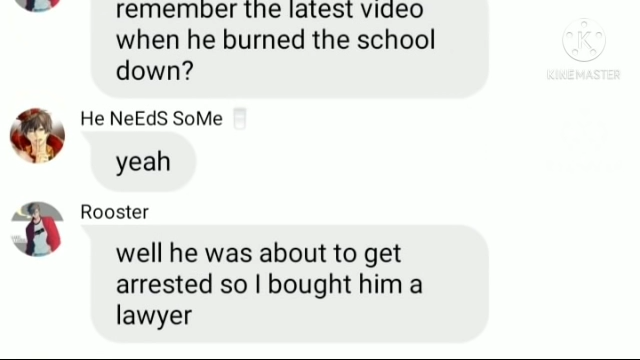 remember the latest video
when he burned the school
down?
KINEMASTER
He NeEdS SoMe 🥛
yeah
Rooster
well he was about to get
arrested so I bought him a
lawyer